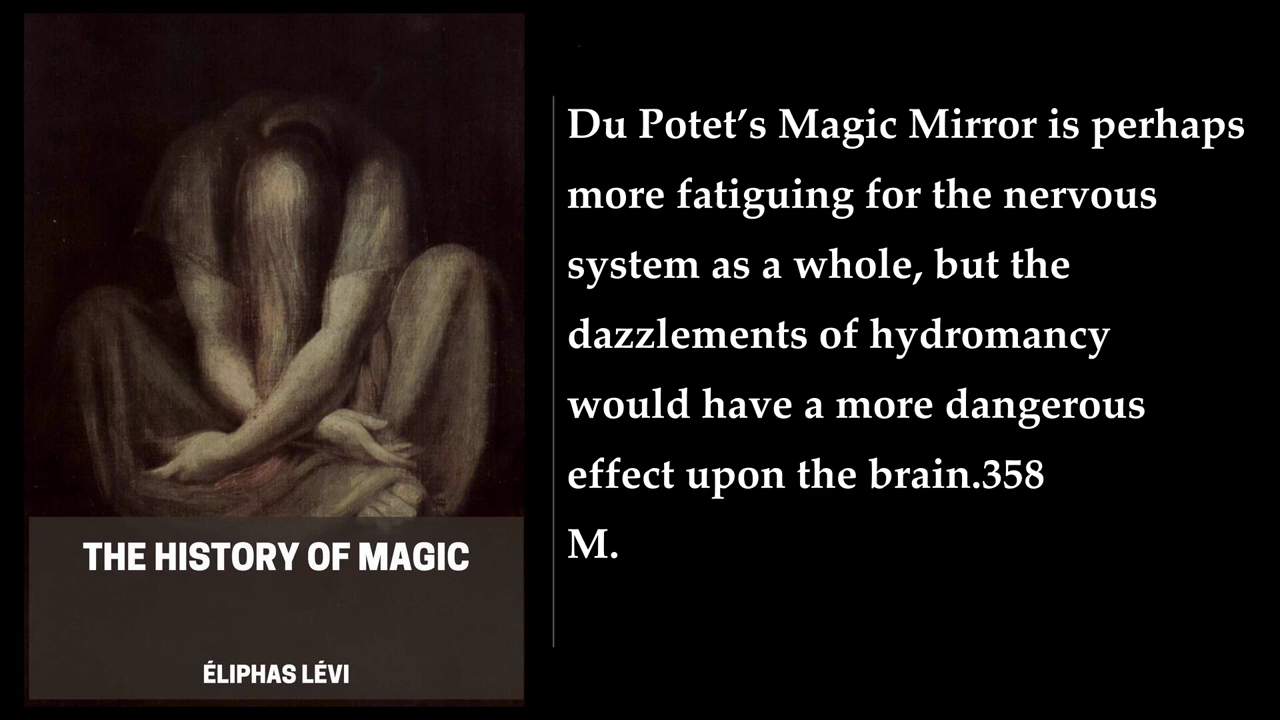 THE HISTORY OF MAGIC
ÉLIPHAS LÉVI
Du Potet’s Magic Mirror is perhaps
more fatiguing for the nervous
system as a whole, but the
dazzlements of hydromancy
would have a more dangerous
effect upon the brain.358
M.